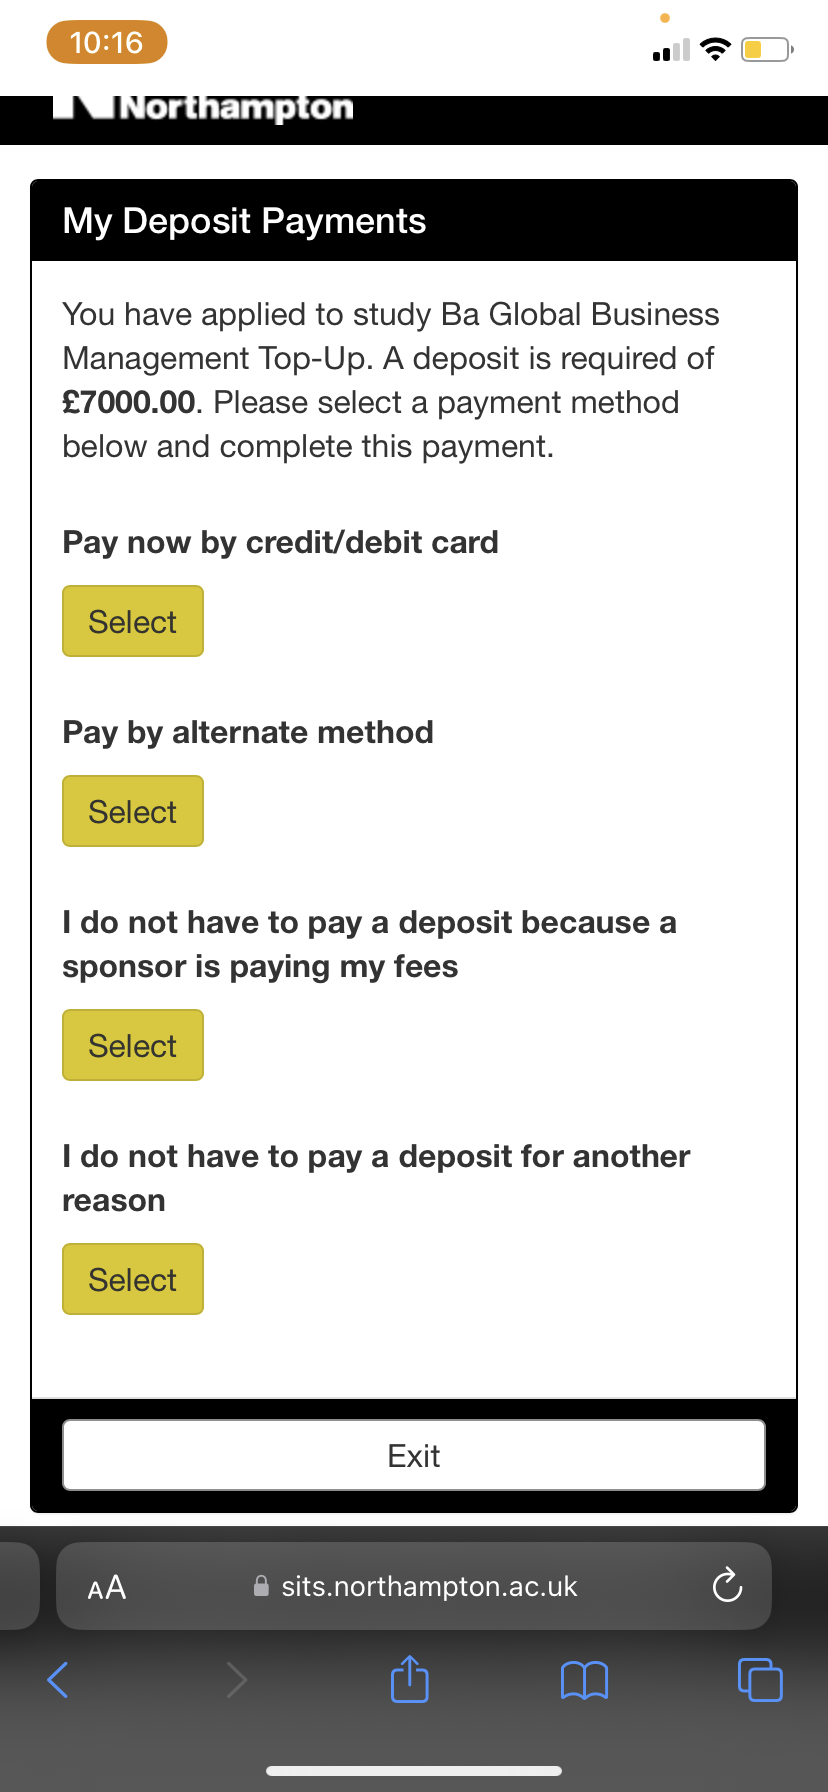 10:16
Northampton
My Deposit Payments
You have applied to study Ba Global Business
Management Top-Up. A deposit is required of
£7000.00. Please select a payment method
below and complete this payment.
Pay now by credit/debit card
Select
Pay by alternate method
Select
I do not have to pay a deposit because a
sponsor is paying my fees
Select
I do not have to pay a deposit for another
reason
Select
Exit
AA sits.northampton.ac.uk